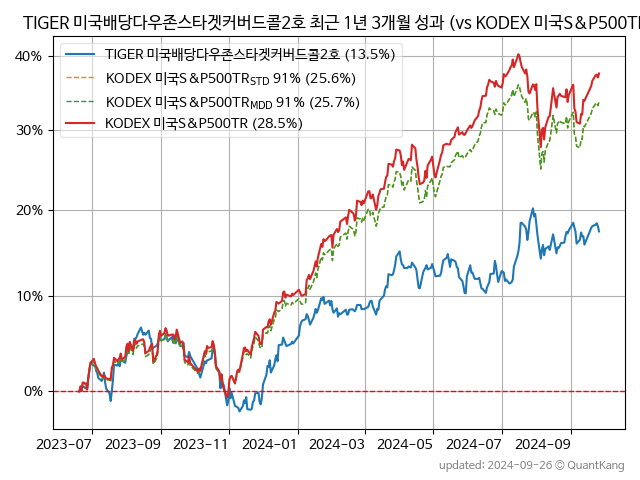 TIGER 미국배당다우존스타겟커버드콜2호 최근 1년 3개월 성과 (vs KODEX 미국S&P500TR
TIGER 미국배당다우존스타겟커버드콜2호 (13.5%)
KODEX 미국S&P500TR_STD 91% (25.6%)
KODEX 미국S&P500TR_MDD 91% (25.7%)
KODEX 미국S&P500TR (28.5%)
40%
30%
20%
10%
0%
2023-07 2023-09 2023-11 2024-01 2024-03 2024-05 2024-07 2024-09
updated: 2024-09-26 © QuantKang